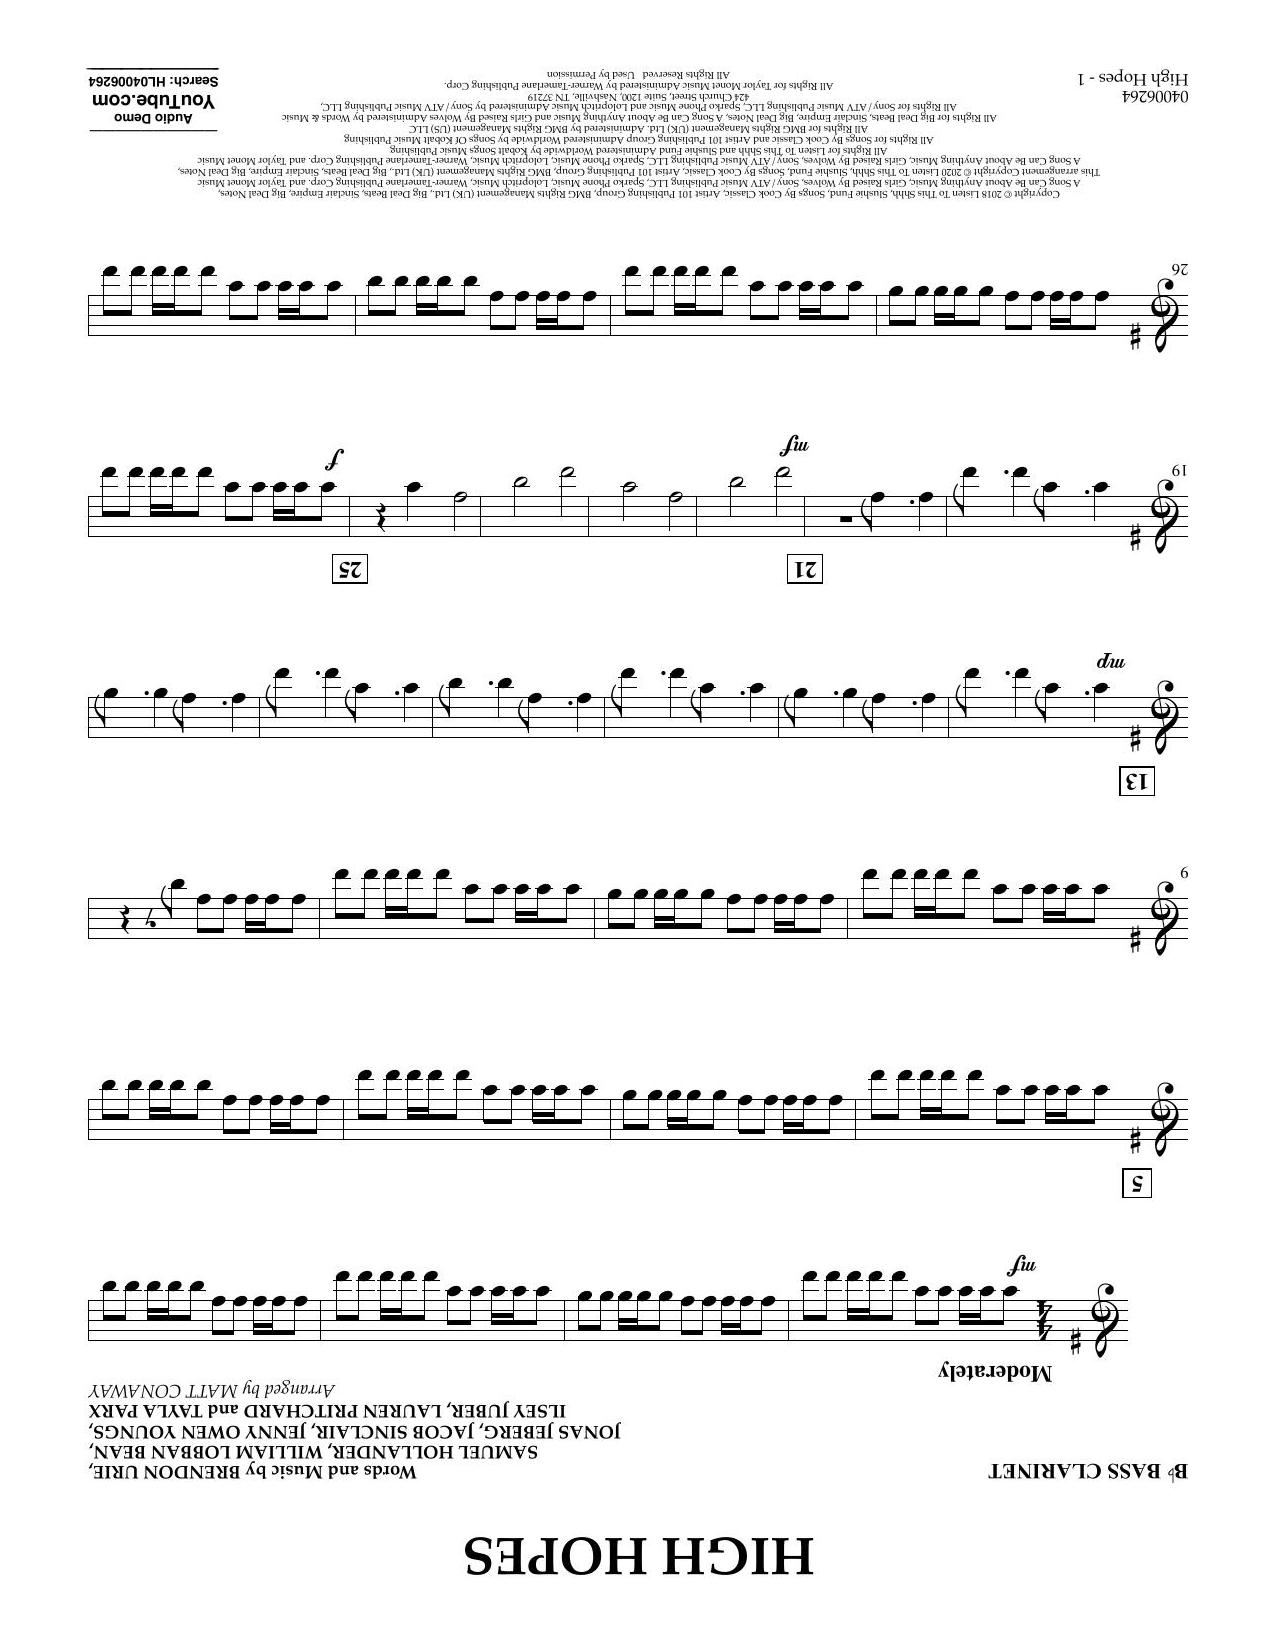 HIGH HOPES
B♭ BASS CLARINET
Words and Music by BRENDON URIE,
SAMUEL HOLLANDER, WILLIAM LOBBAN BEAN,
JONAS JEBERG, JACOB SINCLAIR, JENNY OWEN YOUNGS,
ILSEY JUBER, LAUREN PRITCHARD and TAYLA PARX
Arranged by MATT CONAWAY
Moderately
4
4
mf
5
6
13
mp
19
21
mf
25
f
26
Copyright © 2018 Listen To This Shhh, Slushie Fund, Songs By Cook Classic, Artist 101 Publishing Group, BMG Rights Management (UK) Ltd., Big Deal Beats, Sinclair Empire, Big Deal Notes,
A Song Can Be About Anything Music, Girls Raised By Wolves, Sony/ATV Music Publishing LLC, Sparko Phone Music, Lolopritch Music, Warner-Tamerlane Publishing Corp. and Taylor Monet Music
This arrangement Copyright © 2020 Listen To This Shhh, Slushie Fund, Songs By Cook Classic, Artist 101 Publishing Group, BMG Rights Management (UK) Ltd., Big Deal Beats, Sinclair Empire, Big Deal Notes,
A Song Can Be About Anything Music, Girls Raised By Wolves, Sony/ATV Music Publishing LLC, Sparko Phone Music, Lolopritch Music, Warner-Tamerlane Publishing Corp. and Taylor Monet Music
All Rights for Listen To This Shhh and Slushie Fund Administered Worldwide by Kobalt Songs Music Publishing
All Rights for Songs By Cook Classic and Artist 101 Publishing Group Administered Worldwide by Songs Of Kobalt Music Publishing
All Rights for BMG Rights Management (UK) Ltd. Administered by BMG Rights Management (US) LLC
All Rights for Big Deal Beats, Sinclair Empire, Big Deal Notes, A Song Can Be About Anything Music and Girls Raised By Wolves Administered by Words & Music
All Rights for Sony/ATV Music Publishing LLC, Sparko Phone Music and Lolopritch Music Administered by Sony/ATV Music Publishing LLC,
424 Church Street, Suite 1200, Nashville, TN 37219
All Rights for Taylor Monet Music Administered by Warner-Tamerlane Publishing Corp.
All Rights Reserved Used by Permission
04006264
High Hopes - 1
Audio Demo
YouTube.com
Search: HL04006264